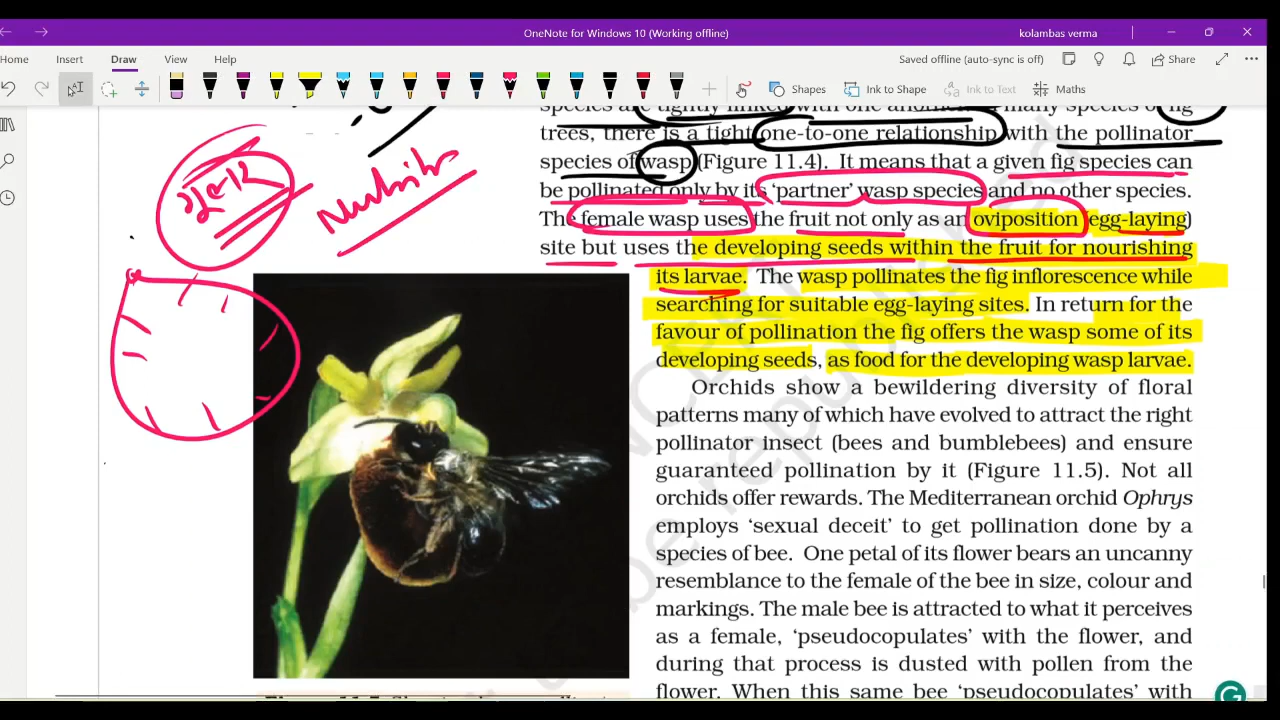 OneNote for Windows 10 (Working offline)
kolambas verma
Home Insert Draw View Help
Saved offline (auto-sync is off)
Share
Shapes
Ink to Shape
Ink to Text
Maths
species are tightly linked with one another. In many species of fig
trees, there is a tight one-to-one relationship with the pollinator
species of wasp (Figure 11.4). It means that a given fig species can
be pollinated only by its ‘partner’ wasp species and no other species.
The female wasp uses the fruit not only as an oviposition (egg-laying)
site but uses the developing seeds within the fruit for nourishing
its larvae. The wasp pollinates the fig inflorescence while
searching for suitable egg-laying sites. In return for the
favour of pollination the fig offers the wasp some of its
developing seeds, as food for the developing wasp larvae.
Orchids show a bewildering diversity of floral
patterns many of which have evolved to attract the right
pollinator insect (bees and bumblebees) and ensure
guaranteed pollination by it (Figure 11.5). Not all
orchids offer rewards. The Mediterranean orchid Ophrys
employs ‘sexual deceit’ to get pollination done by a
species of bee. One petal of its flower bears an uncanny
resemblance to the female of the bee in size, colour and
markings. The male bee is attracted to what it perceives
as a female, ‘pseudocopulates’ with the flower, and
during that process is dusted with pollen from the
flower. When this same bee ‘pseudocopulates’ with